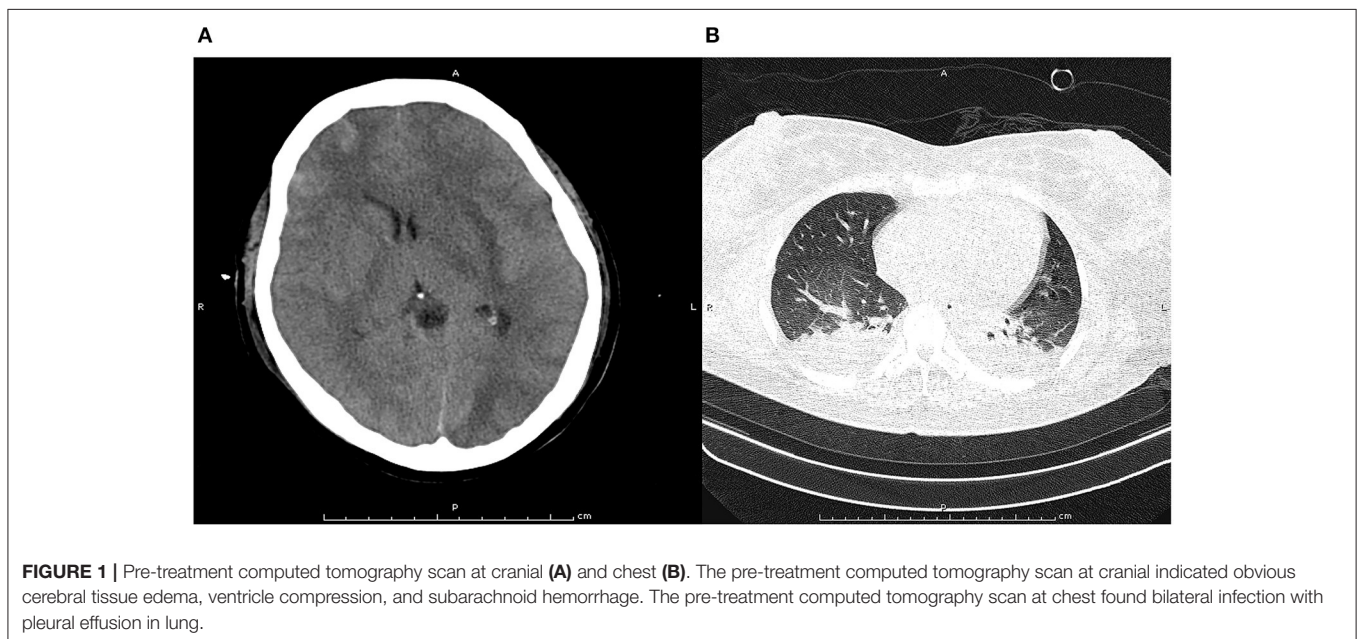 A
B
A
A
R
L
R
L
P
cm
P
cm
FIGURE 1 | Pre-treatment computed tomography scan at cranial (A) and chest (B). The pre-treatment computed tomography scan at cranial indicated obvious
cerebral tissue edema, ventricle compression, and subarachnoid hemorrhage. The pre-treatment computed tomography scan at chest found bilateral infection with
pleural effusion in lung.